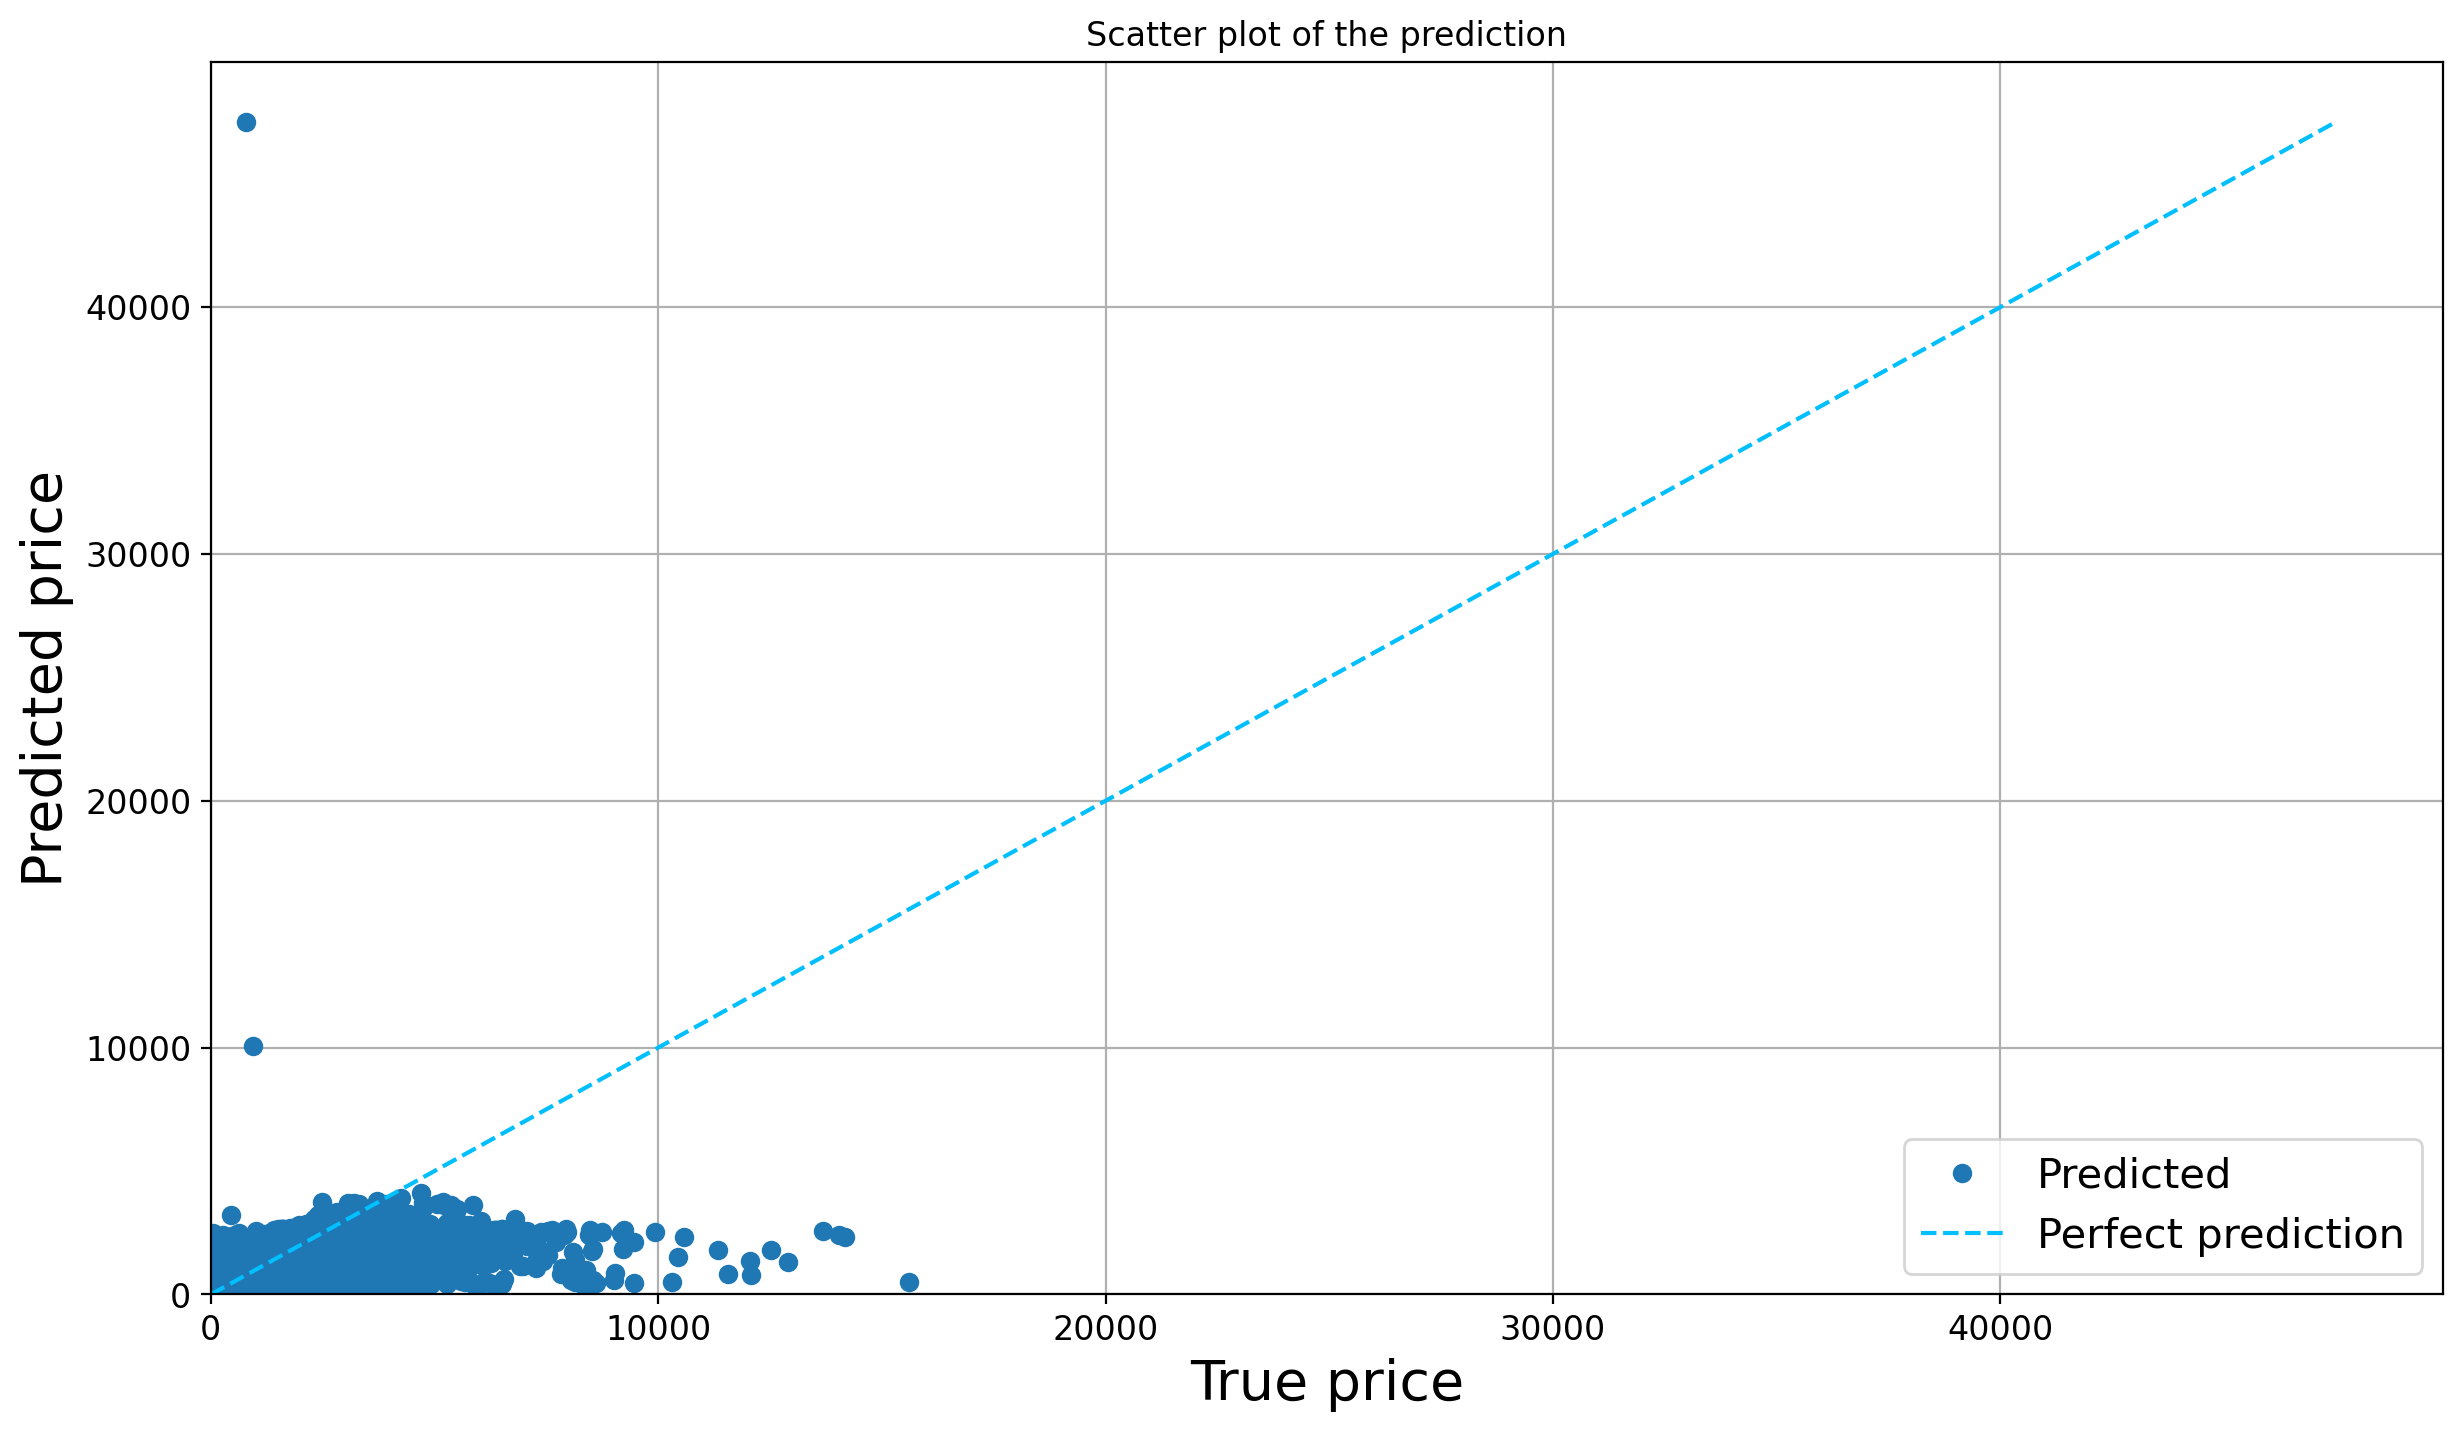 Scatter plot of the prediction
Predicted price
40000
30000
20000
10000
0
0 10000 20000 30000 40000
True price
Predicted
Perfect prediction